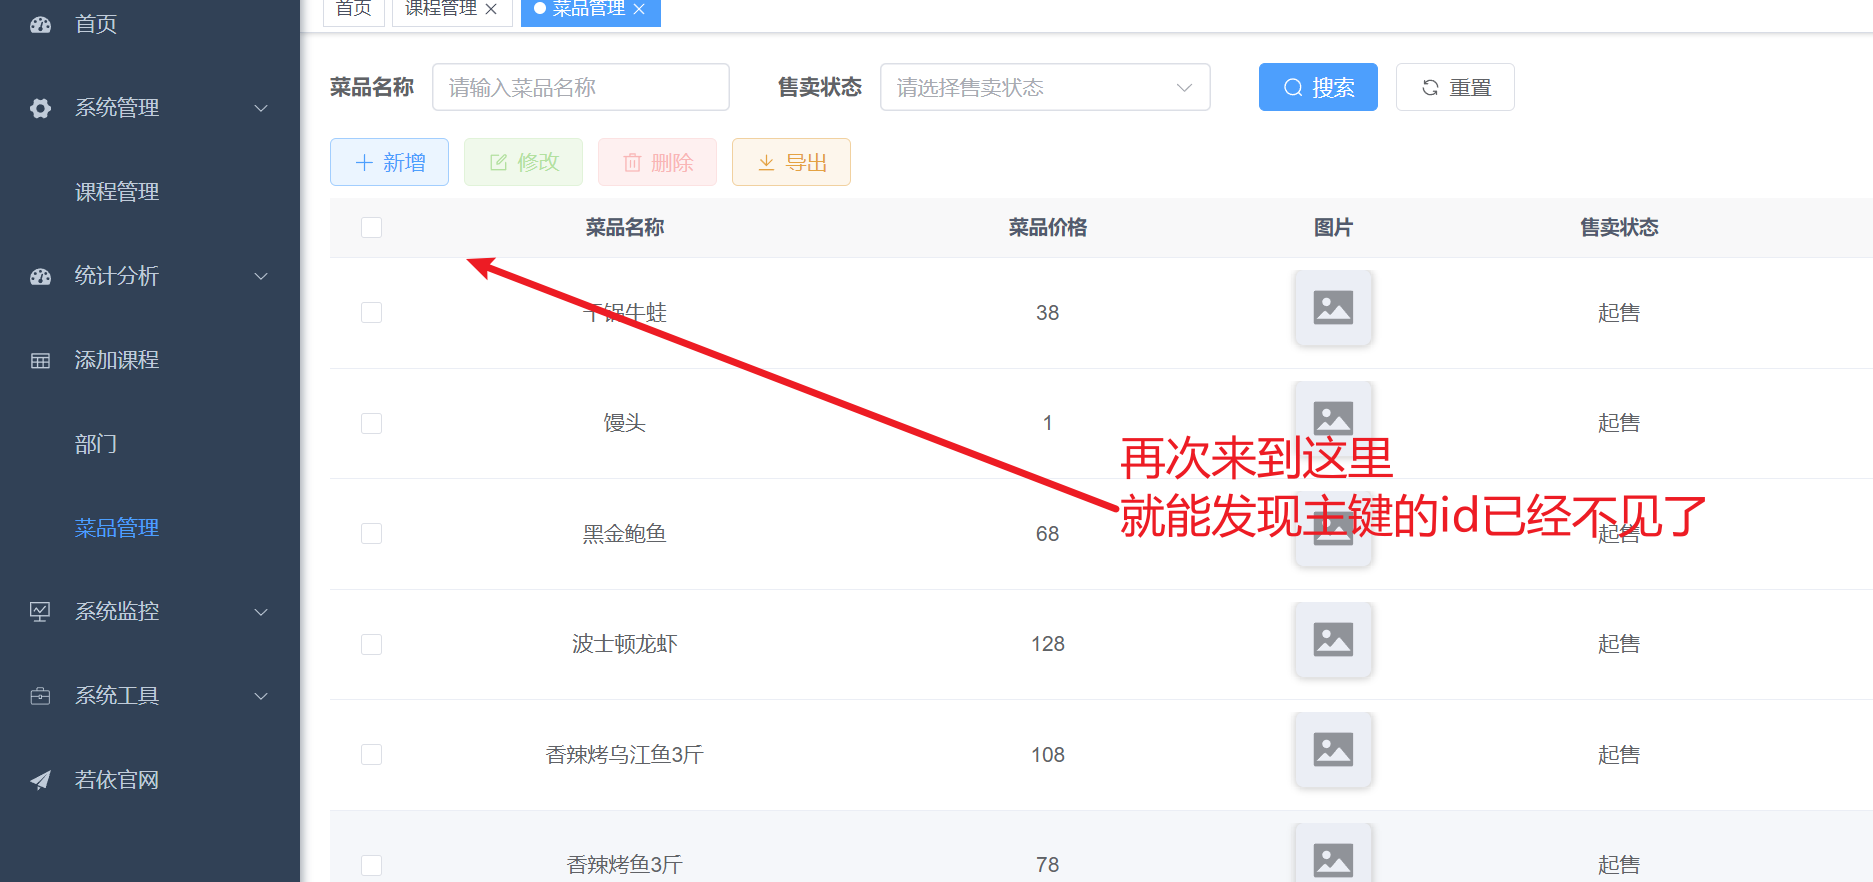 首页
系统管理
课程管理
统计分析
添加课程
部门
菜品管理
系统监控
系统工具
若依官网
首页 课程管理 菜品管理
菜品名称 请输入菜品名称 售卖状态 请选择售卖状态 搜索 重置
新增 修改 删除 导出
菜品名称 菜品价格 图片 售卖状态
干锅牛蛙 38 起售
馒头 1 起售
再次来到这里
就能发现主键的id已经不见了
黑金鲍鱼 68 起售
波士顿龙虾 128 起售
香辣烤乌江鱼3斤 108 起售
香辣烤鱼3斤 78 起售